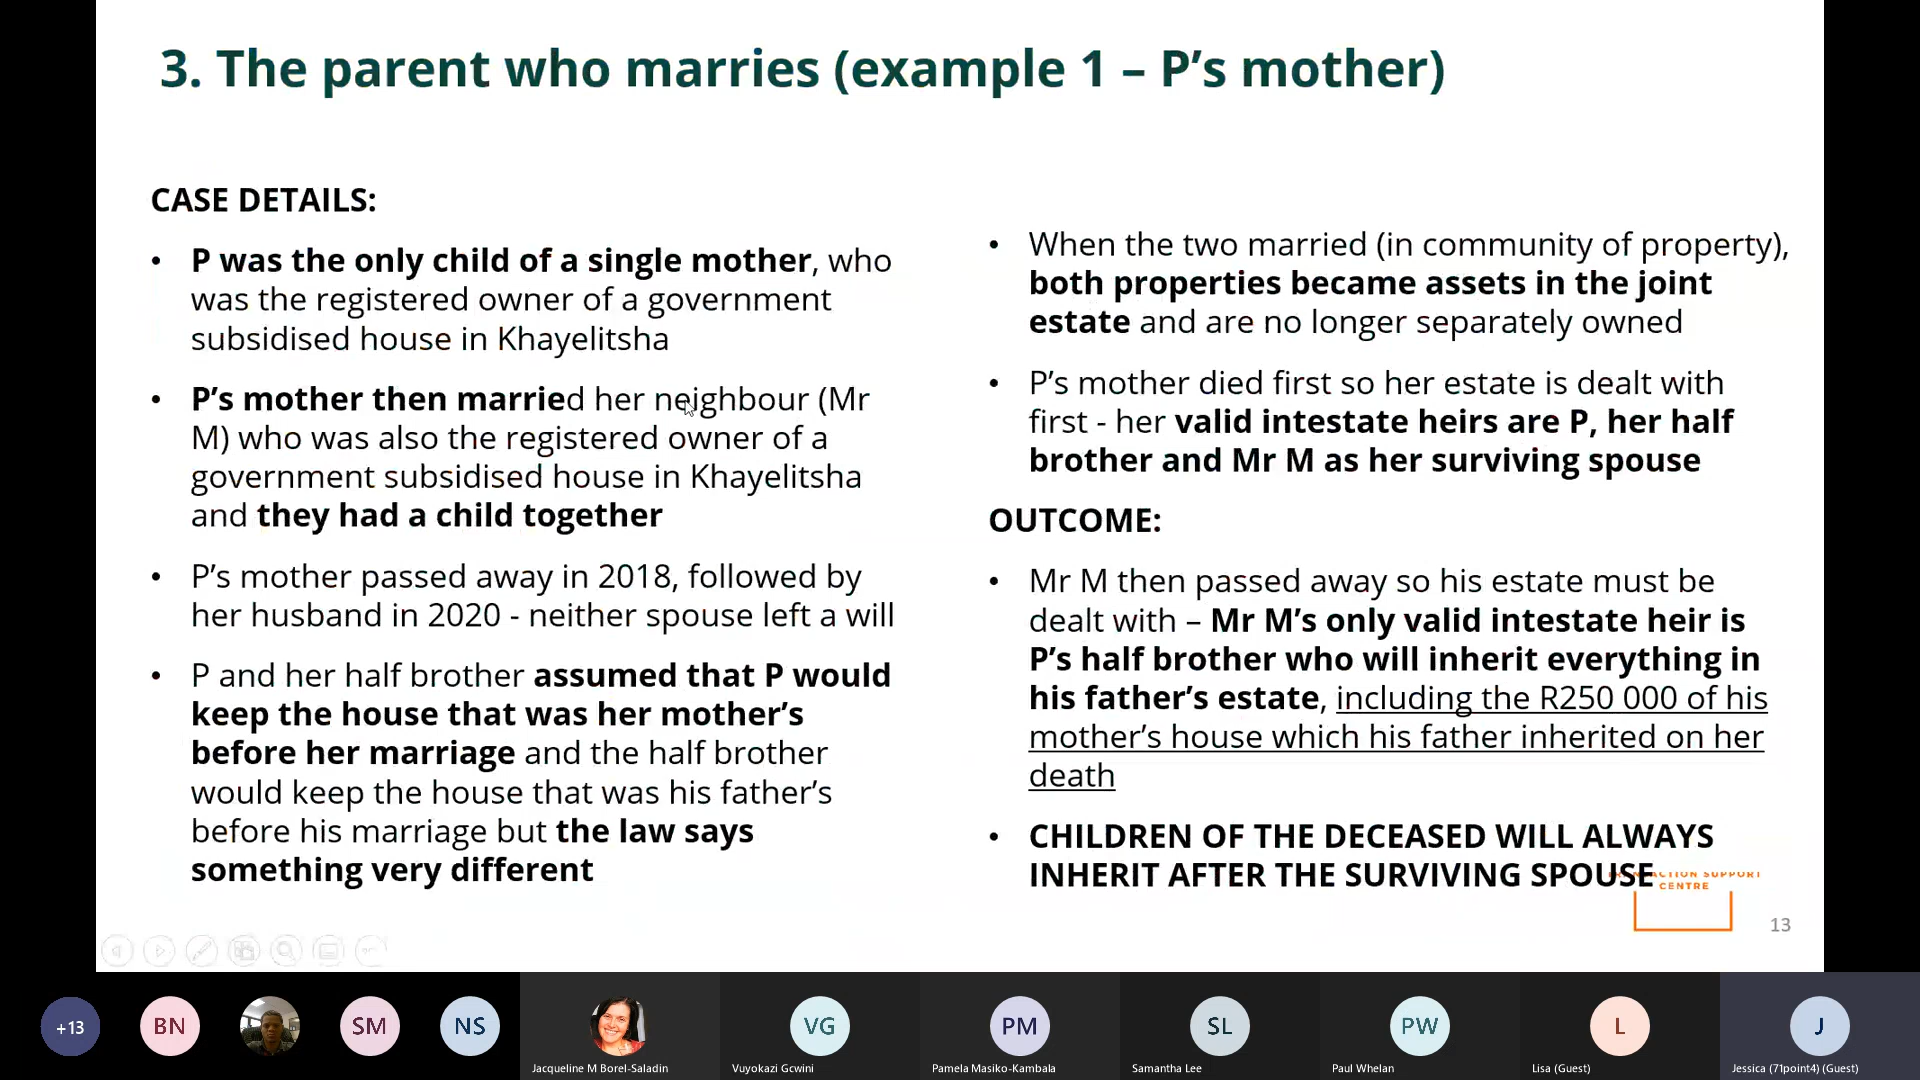 3. The parent who marries (example 1 – P’s mother)
CASE DETAILS:
• P was the only child of a single mother, who
was the registered owner of a government
subsidised house in Khayelitsha
• P’s mother then married her neighbour (Mr
M) who was also the registered owner of a
government subsidised house in Khayelitsha
and they had a child together
• P’s mother passed away in 2018, followed by
her husband in 2020 - neither spouse left a will
• P and her half brother assumed that P would
keep the house that was her mother’s
before her marriage and the half brother
would keep the house that was his father’s
before his marriage but the law says
something very different
• When the two married (in community of property),
both properties became assets in the joint
estate and are no longer separately owned
• P’s mother died first so her estate is dealt with
first - her valid intestate heirs are P, her half
brother and Mr M as her surviving spouse
OUTCOME:
• Mr M then passed away so his estate must be
dealt with – Mr M’s only valid intestate heir is
P’s half brother who will inherit everything in
his father’s estate, including the R250 000 of his
mother’s house which his father inherited on her
death
• CHILDREN OF THE DECEASED WILL ALWAYS
INHERIT AFTER THE SURVIVING SPOUSE
SUPPORT
CENTRE
13
+13
BN
SM
NS
VG
PM
SL
PW
L
J
Jacqueline M Borel-Saladin
Vuyokazi Gcwini
Pamela Masiko-Kambala
Samantha Lee
Paul Whelan
Lisa (Guest)
Jessica (71point4) (Guest)